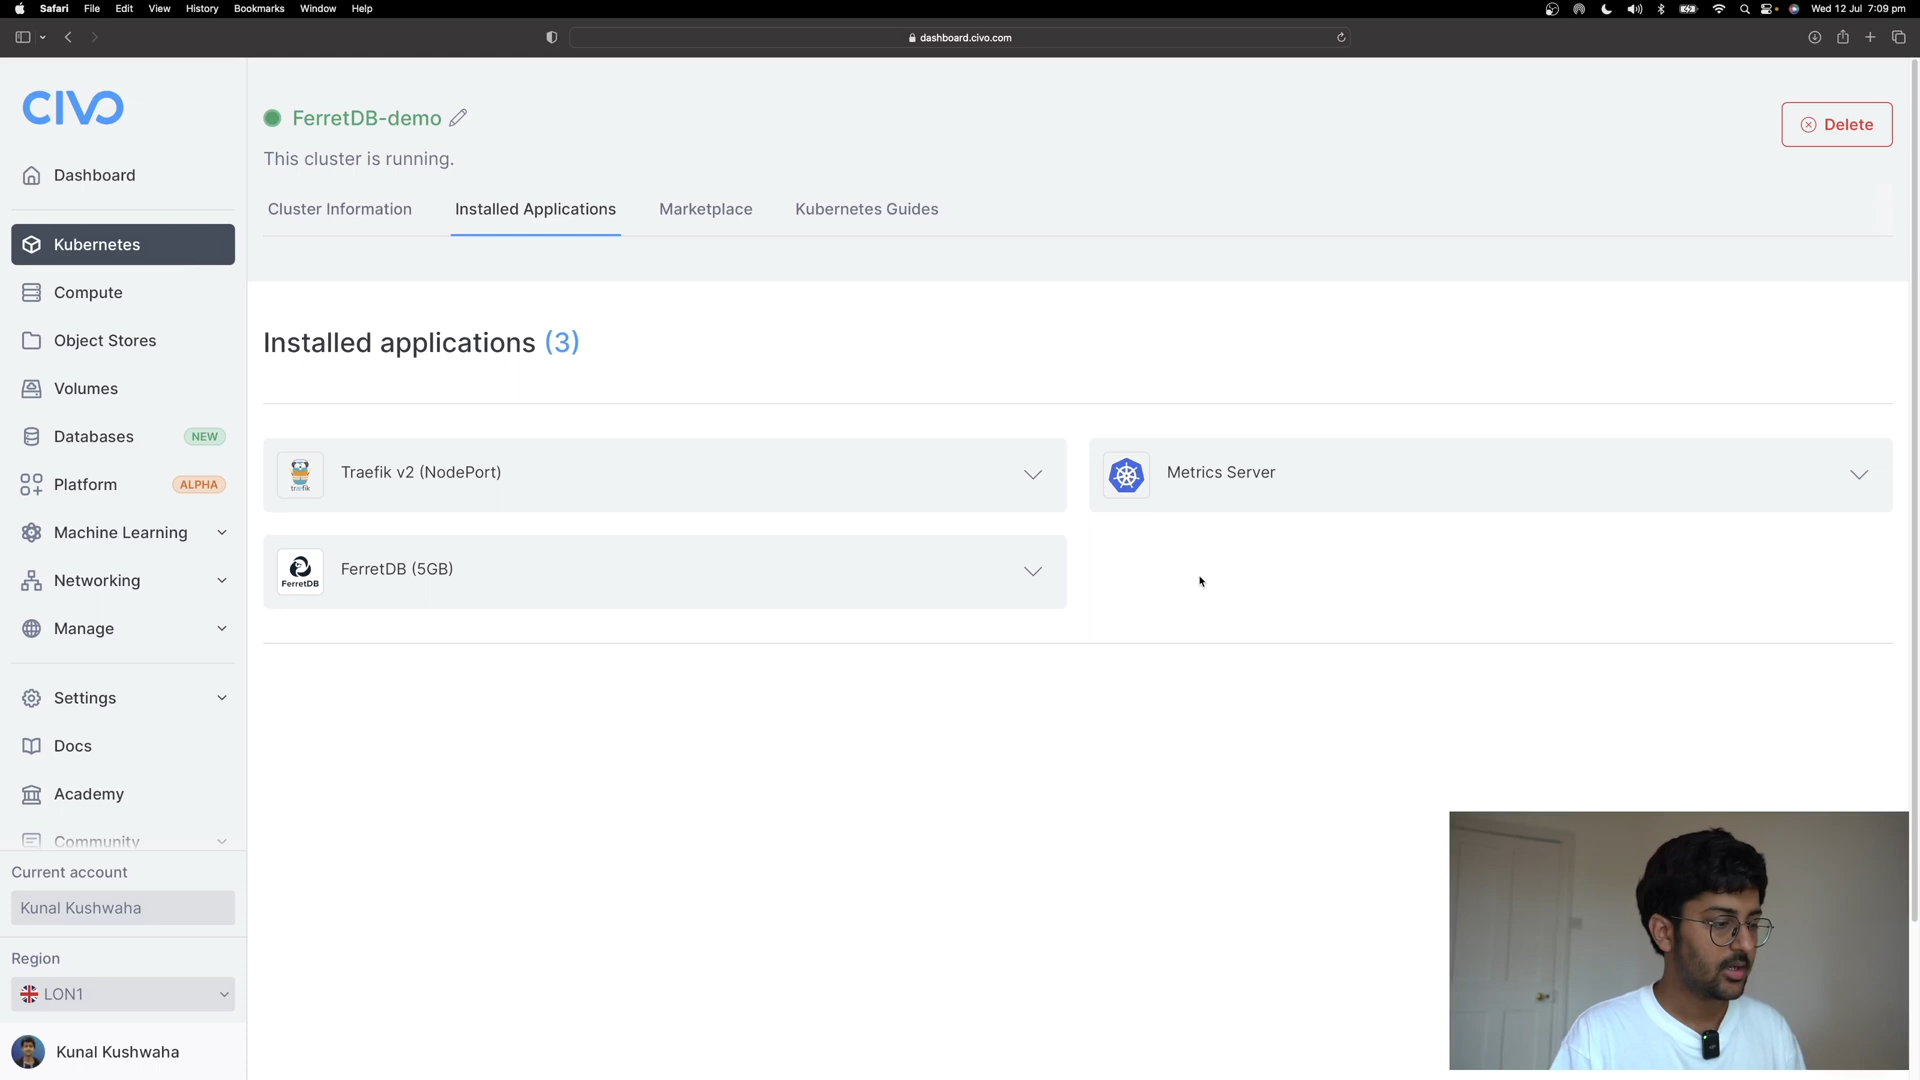 Safari File Edit View History Bookmarks Window Help
Wed 12 Jul 7:09 pm
dashboard.civo.com
CIVO
Dashboard
Kubernetes
Compute
Object Stores
Volumes
Databases NEW
Platform ALPHA
Machine Learning
Networking
Manage
Settings
Docs
Academy
Community
Current account
Kunal Kushwaha
Region
LON1
Kunal Kushwaha
FerretDB-demo
Delete
This cluster is running.
Cluster Information Installed Applications Marketplace Kubernetes Guides
Installed applications (3)
træfik
Traefik v2 (NodePort)
Metrics Server
FerretDB
FerretDB (5GB)